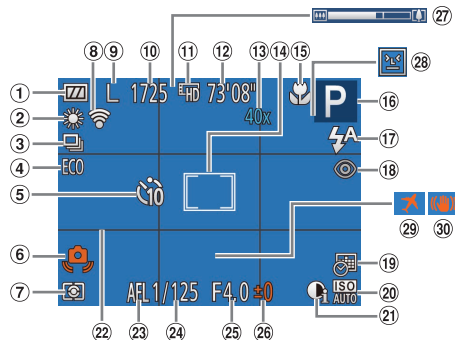 ㉗
⑧ ⑨ ⑩ ⑪ ⑫ ⑬ ⑭ ⑮
㉘
① L 1725 HD 73'08" P ⑯
② 40x
③ ⚡A ⑰
④ ECO ⑱
⑤ 10
㉙ ㉚
⑥ ⑲
⑦ AFL 1/125 F4.0 ±0 i ISO AUTO ⑳
㉑
㉒ ㉓ ㉔ ㉕ ㉖